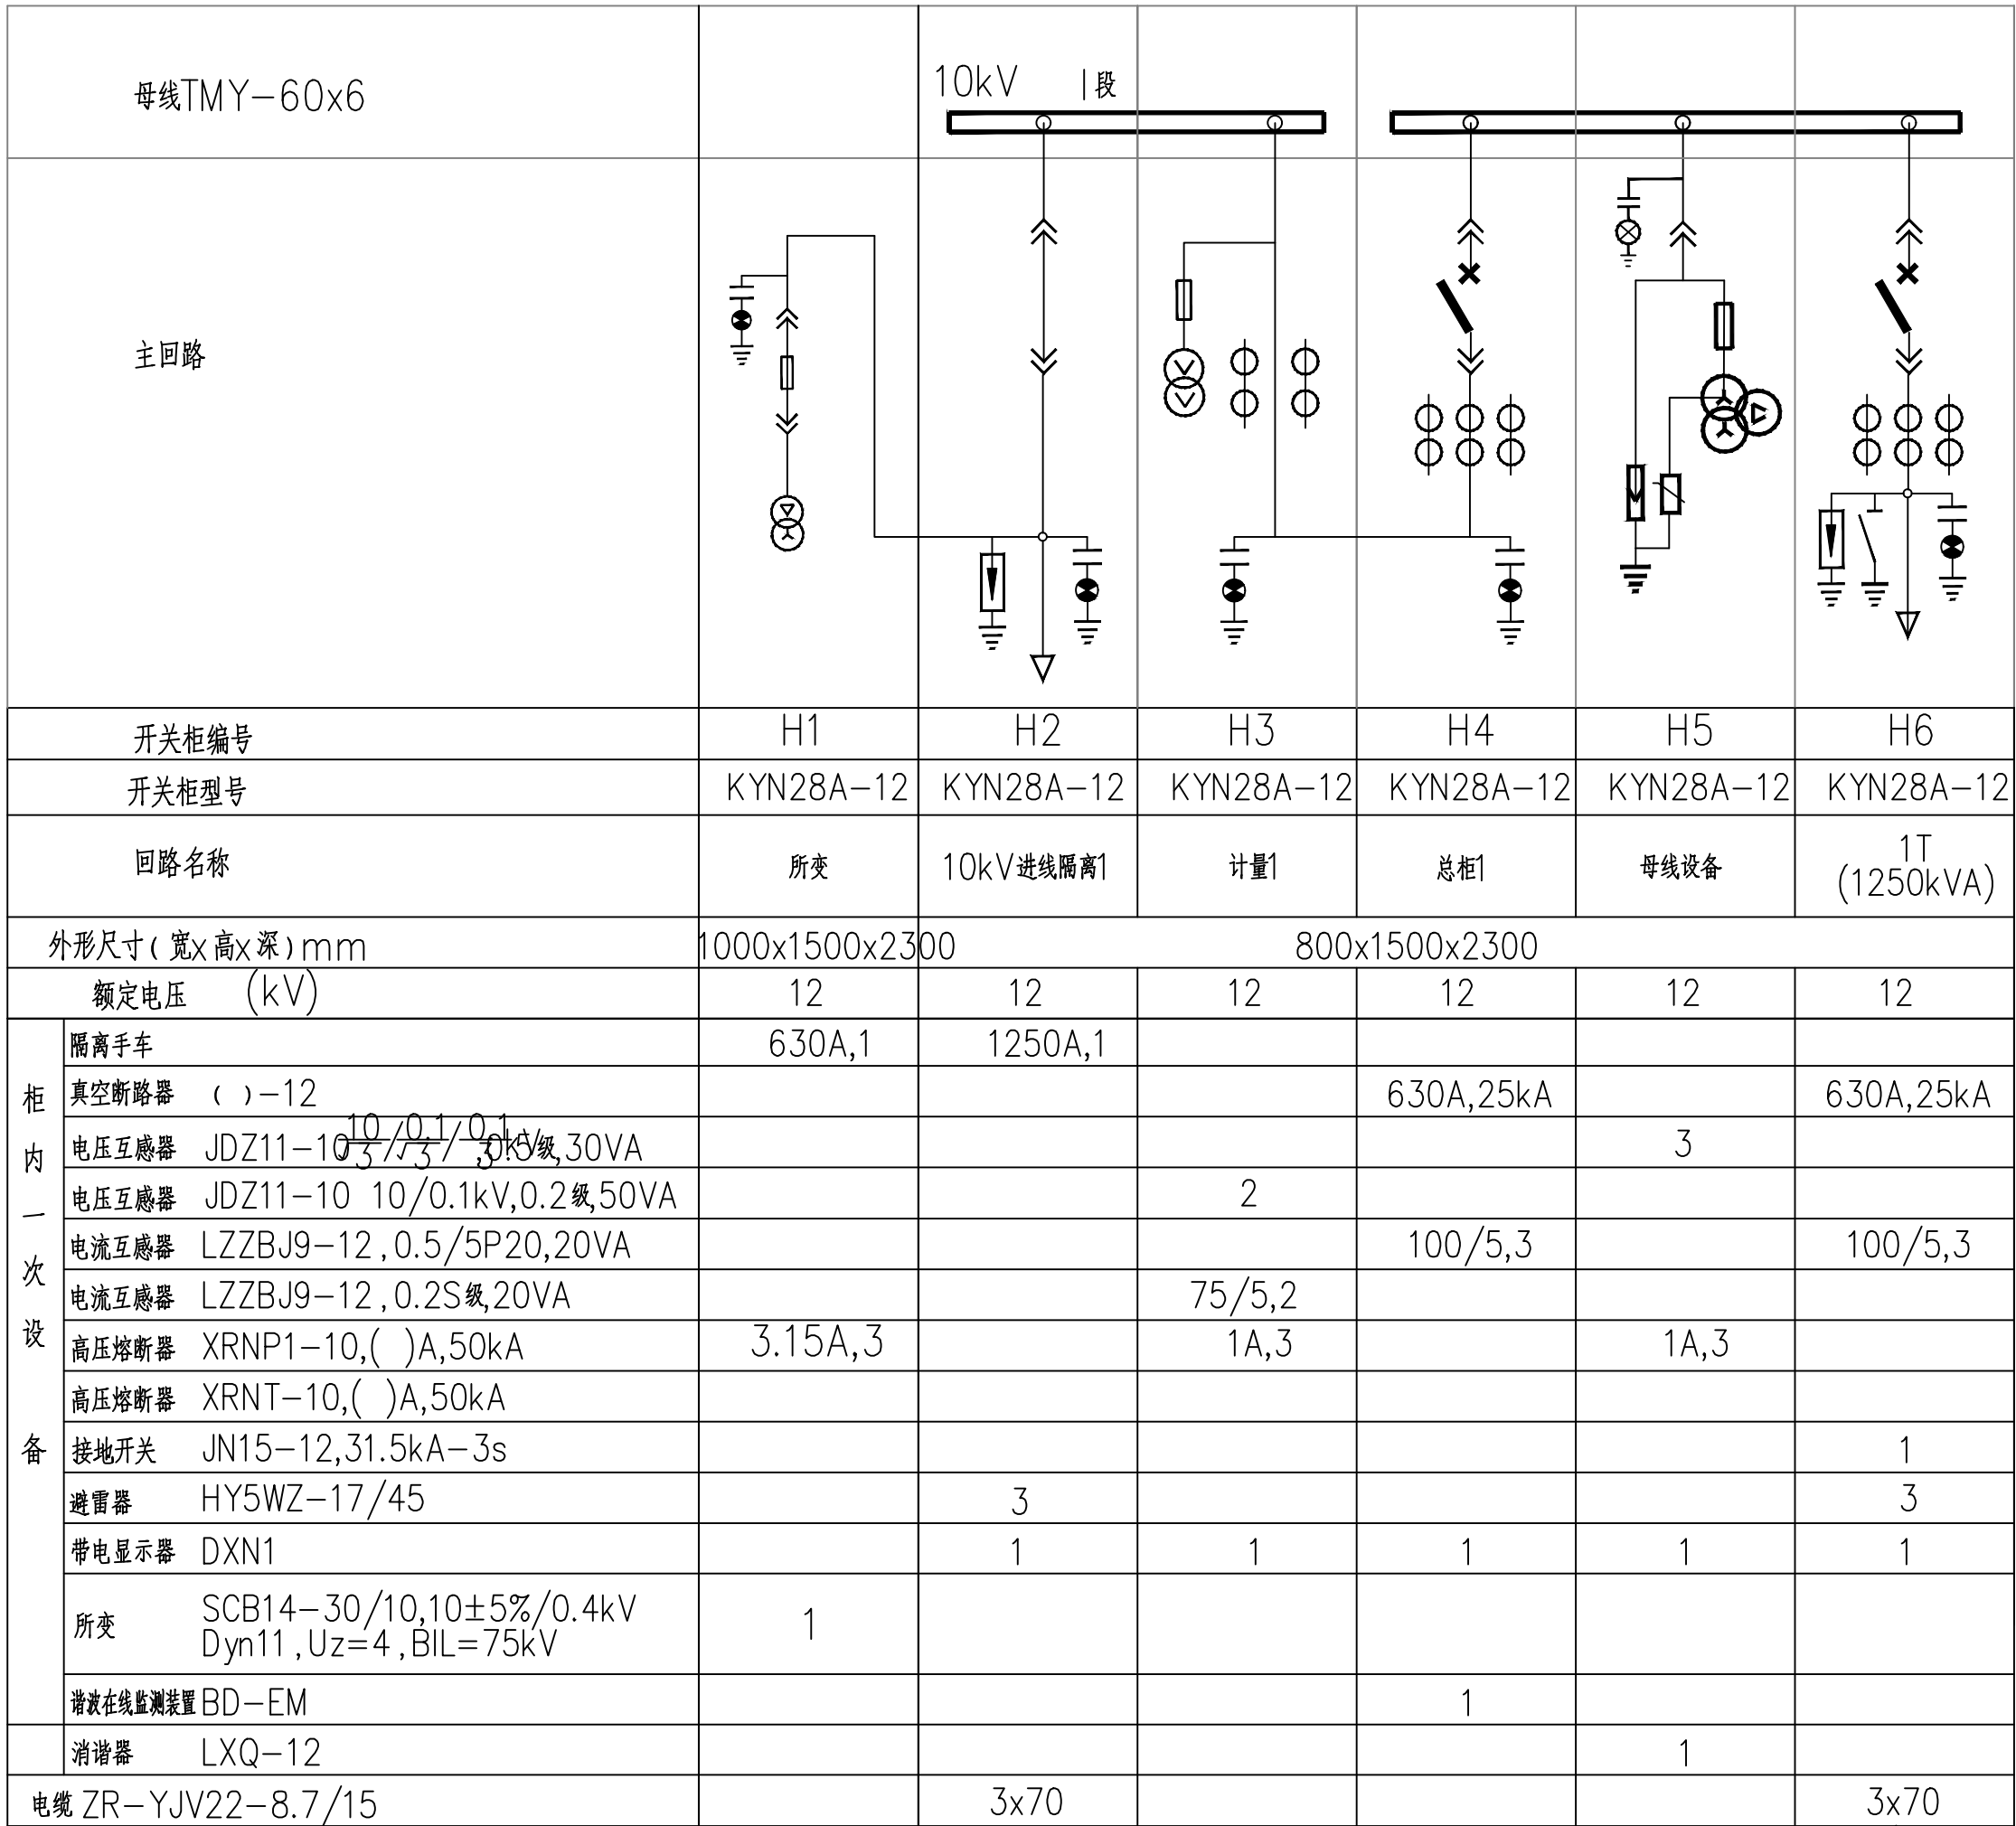 母线TMY-60x6
10kV I段
主回路
开关柜编号 H1 H2 H3 H4 H5 H6
开关柜型号 KYN28A-12 KYN28A-12 KYN28A-12 KYN28A-12 KYN28A-12 KYN28A-12
回路名称 所变 10kV进线隔离1 计量1 总柜1 母线设备 1T
(1250kVA)
外形尺寸(宽x高x深)mm 1000x1500x2300 800x1500x2300
额定电压 (kV) 12 12 12 12 12 12
柜内一次设备
隔离手车 630A,1 1250A,1
真空断路器 ( )-12 630A,25kA 630A,25kA
电压互感器 JDZ11-10 10/√3/0.1/√3/0.1/3kV,0.5级,30VA 3
电压互感器 JDZ11-10 10/0.1kV,0.2级,50VA 2
电流互感器 LZZBJ9-12,0.5/5P20,20VA 100/5,3 100/5,3
电流互感器 LZZBJ9-12,0.2S级,20VA 75/5,2
高压熔断器 XRNP1-10,( )A,50kA 3.15A,3 1A,3 1A,3
高压熔断器 XRNT-10,( )A,50kA
接地开关 JN15-12,31.5kA-3s 1
避雷器 HY5WZ-17/45 3 3
带电显示器 DXN1 1 1 1 1 1
所变 SCB14-30/10,10±5%/0.4kV
Dyn11,Uz=4,BIL=75kV 1
谐波在线监测装置 BD-EM 1
消谐器 LXQ-12 1
电缆 ZR-YJV22-8.7/15 3x70 3x70